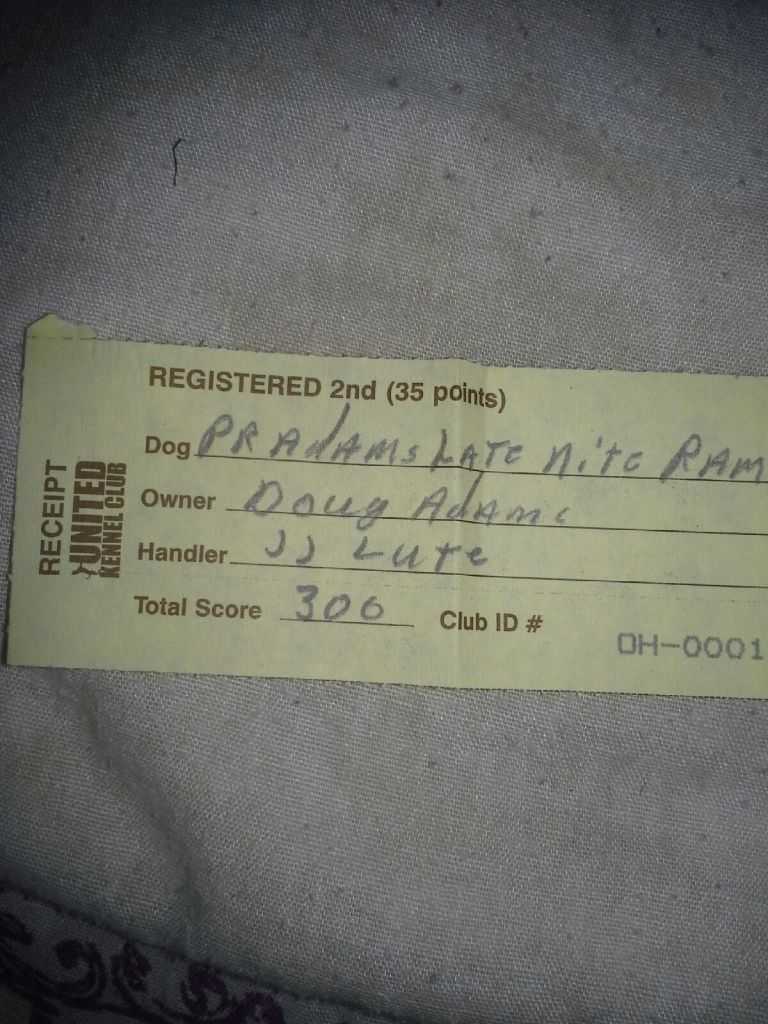 REGISTERED 2nd (35 points)
Dog PR AdAMs LATE Nite RAM
Owner Doug AdAMs
Handler JJ Lute
Total Score 300 Club ID #
OH-0001
RECEIPT
UNITED
KENNEL CLUB